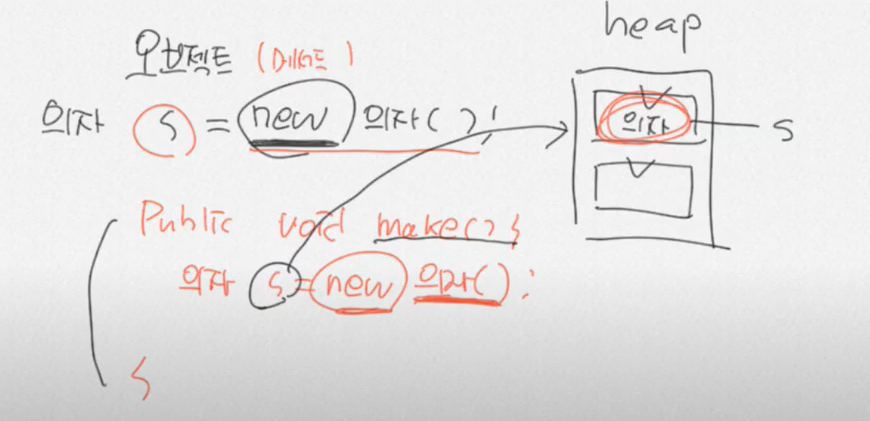 heap
오브젝트 (메서드)
의자 s = new 의자();
의자
s
Public void make() {
의자 s = new 의자();
}